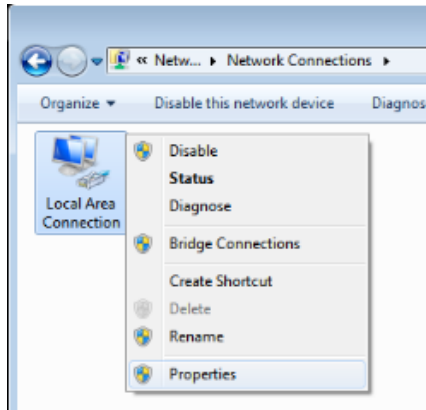 « Netw... ▸ Network Connections ▸
Organize ▾ Disable this network device Diagnos
Local Area
Connection
Disable
Status
Diagnose
Bridge Connections
Create Shortcut
Delete
Rename
Properties